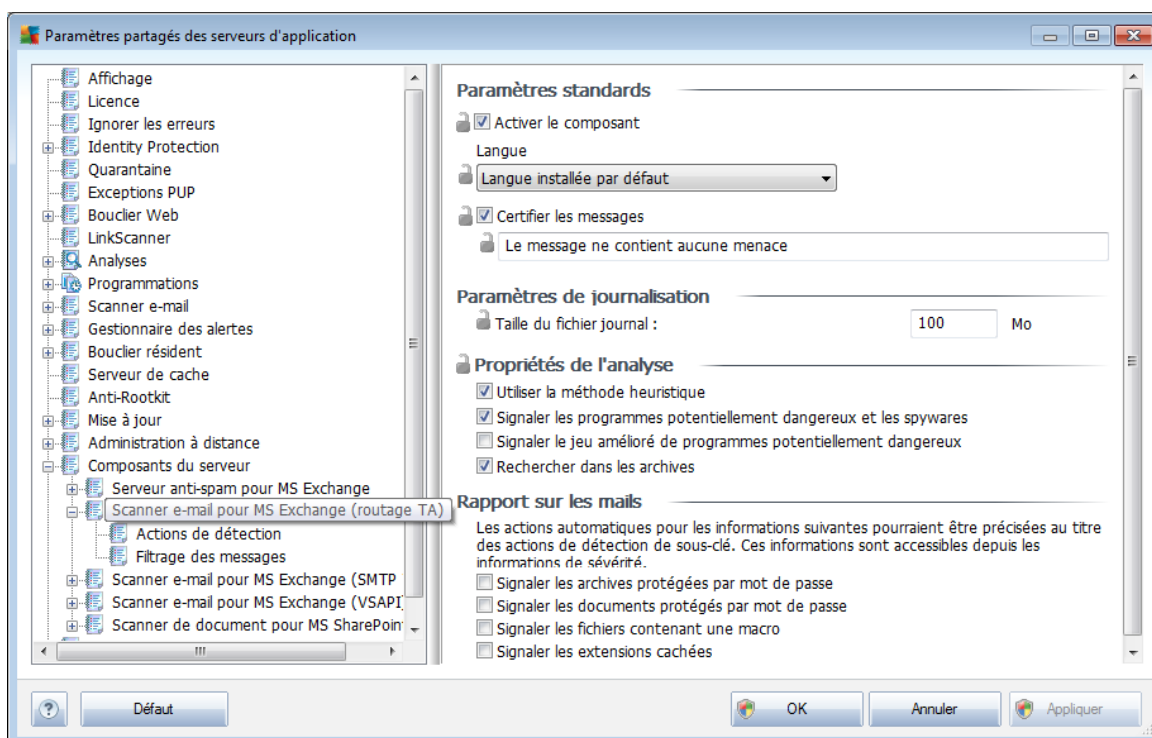 Paramètres partagés des serveurs d'application
Affichage
Licence
Ignorer les erreurs
Identity Protection
Quarantaine
Exceptions PUP
Bouclier Web
LinkScanner
Analyses
Programmations
Scanner e-mail
Gestionnaire des alertes
Bouclier résident
Serveur de cache
Anti-Rootkit
Mise à jour
Administration à distance
Composants du serveur
Serveur anti-spam pour MS Exchange
Scanner e-mail pour MS Exchange (routage TA)
Actions de détection
Filtrage des messages
Scanner e-mail pour MS Exchange (SMTP
Scanner e-mail pour MS Exchange (VSAPI)
Scanner de document pour MS SharePoin
Paramètres standards
Activer le composant
Langue
Langue installée par défaut
Certifier les messages
Le message ne contient aucune menace
Paramètres de journalisation
Taille du fichier journal : 100 Mo
Propriétés de l'analyse
Utiliser la méthode heuristique
Signaler les programmes potentiellement dangereux et les spywares
Signaler le jeu amélioré de programmes potentiellement dangereux
Rechercher dans les archives
Rapport sur les mails
Les actions automatiques pour les informations suivantes pourraient être précisées au titre
des actions de détection de sous-clé. Ces informations sont accessibles depuis les
informations de sévérité.
Signaler les archives protégées par mot de passe
Signaler les documents protégés par mot de passe
Signaler les fichiers contenant une macro
Signaler les extensions cachées
? Défaut OK Annuler Appliquer